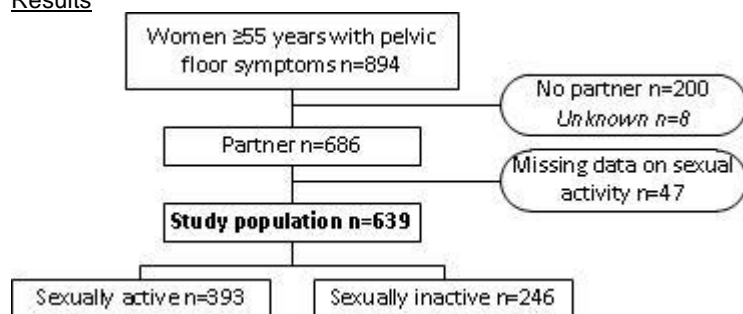 Results
Women ≥55 years with pelvic
floor symptoms n=894
No partner n=200
Unknown n=8
Partner n=686
Missing data on sexual
activity n=47
Study population n=639
Sexually active n=393
Sexually inactive n=246